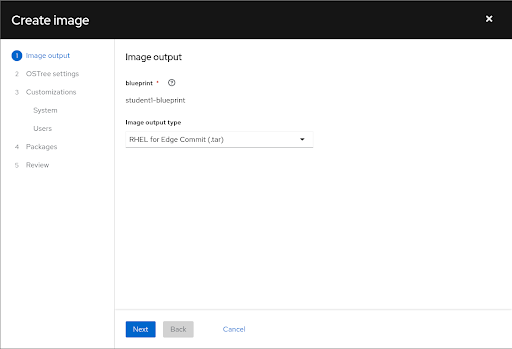 Create image
1 Image output
2 OSTree settings
3 Customizations
System
Users
4 Packages
5 Review
Image output
blueprint *
student1-blueprint
Image output type
RHEL for Edge Commit (.tar)
Next Back Cancel